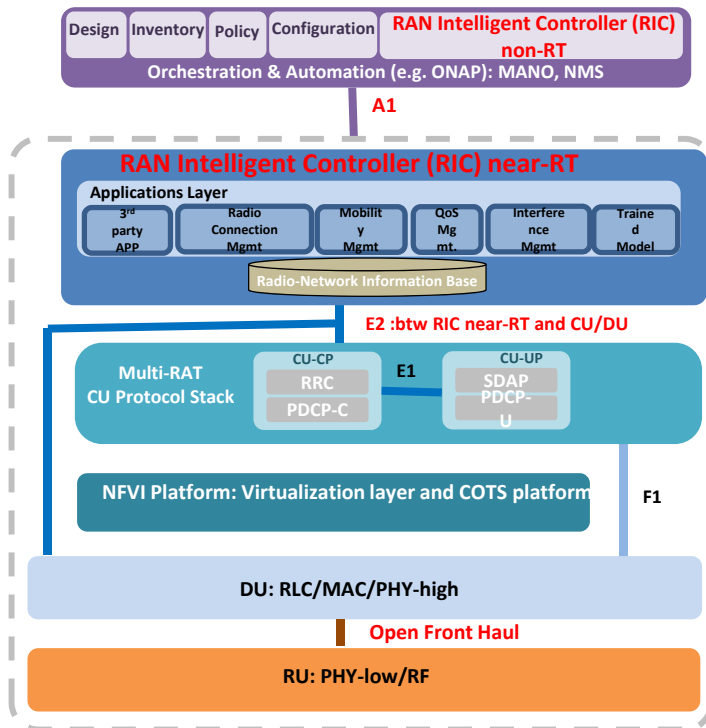 Design
Inventory
Policy
Configuration
RAN Intelligent Controller (RIC)
non-RT
Orchestration & Automation (e.g. ONAP): MANO, NMS
A1
RAN Intelligent Controller (RIC) near-RT
Applications Layer
3rd
party
APP
Radio
Connection
Mgmt
Mobilit
y
Mgmt
QoS
Mg
mt.
Interfere
nce
Mgmt
Traine
d
Model
Radio-Network Information Base
E2 :btw RIC near-RT and CU/DU
Multi-RAT
CU Protocol Stack
CU-CP
RRC
PDCP-C
E1
CU-UP
SDAP
PDCP-
U
NFVI Platform: Virtualization layer and COTS platform
F1
DU: RLC/MAC/PHY-high
Open Front Haul
RU: PHY-low/RF